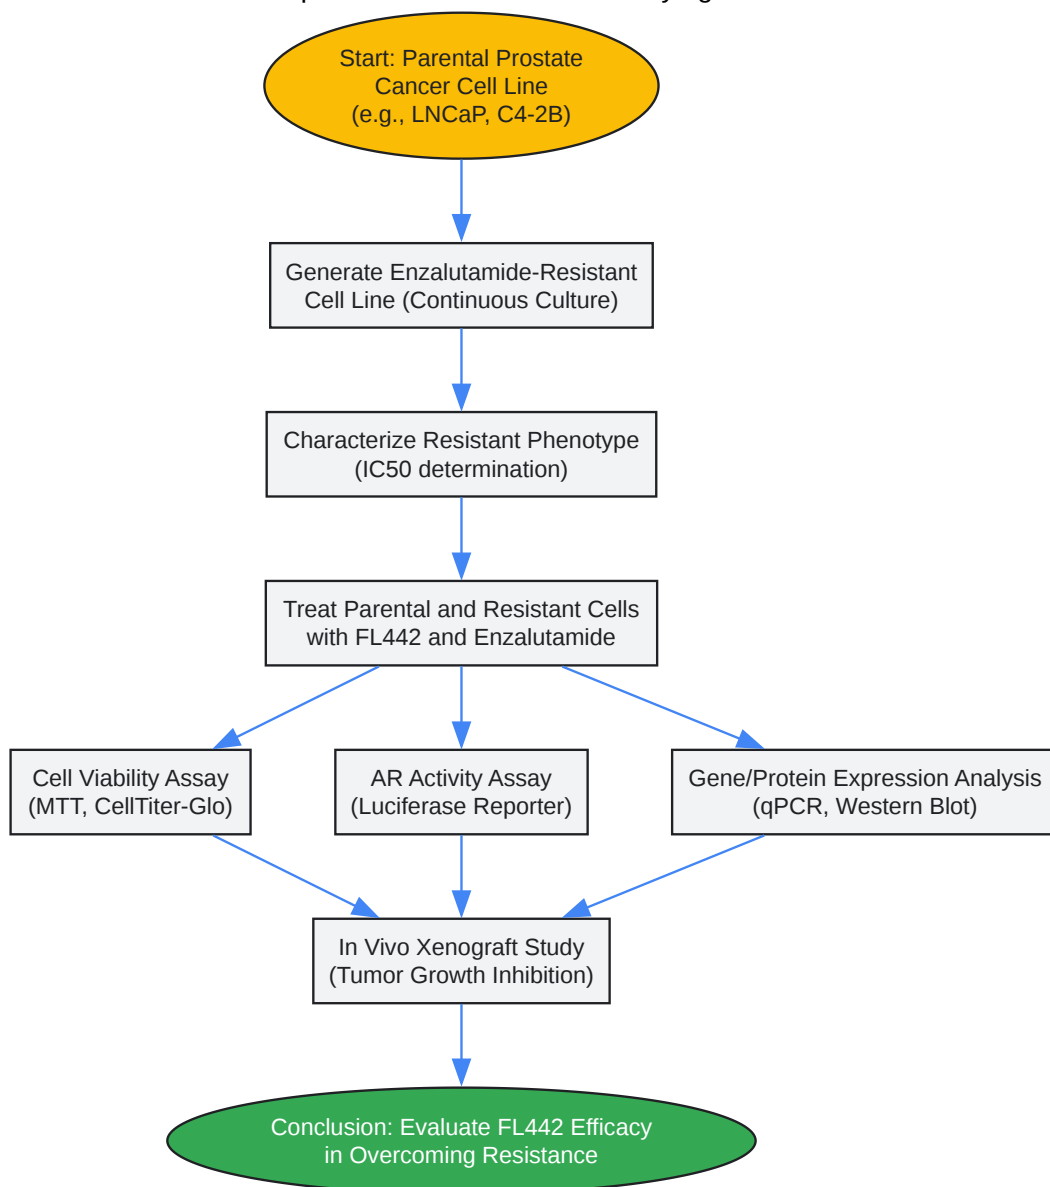 Start: Parental Prostate
Cancer Cell Line
(e.g., LNCaP, C4-2B)
Generate Enzalutamide-Resistant
Cell Line (Continuous Culture)
Characterize Resistant Phenotype
(IC50 determination)
Treat Parental and Resistant Cells
with FL442 and Enzalutamide
Cell Viability Assay
(MTT, CellTiter-Glo)
AR Activity Assay
(Luciferase Reporter)
Gene/Protein Expression Analysis
(qPCR, Western Blot)
In Vivo Xenograft Study
(Tumor Growth Inhibition)
Conclusion: Evaluate FL442 Efficacy
in Overcoming Resistance